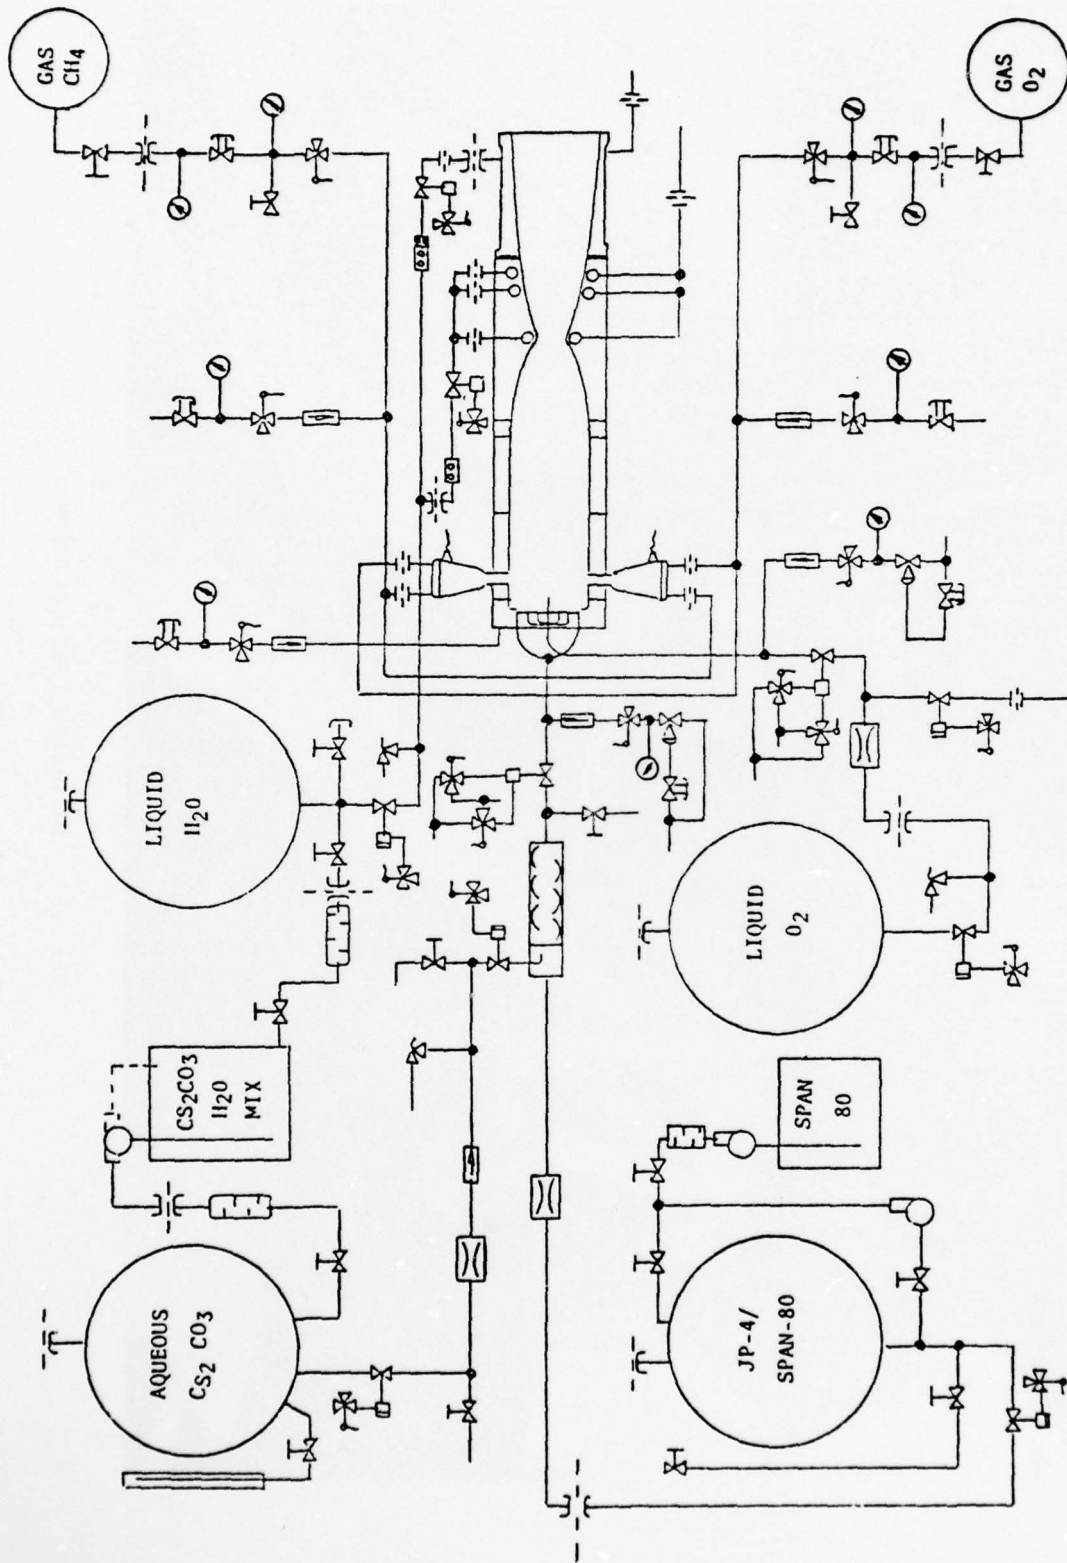 GAS
CH4
GAS
O2
LIQUID
H2O
LIQUID
O2
CS2CO3
H2O
MIX
SPAN
80
AQUEOUS
CS2 CO3
JP-4/
SPAN-80